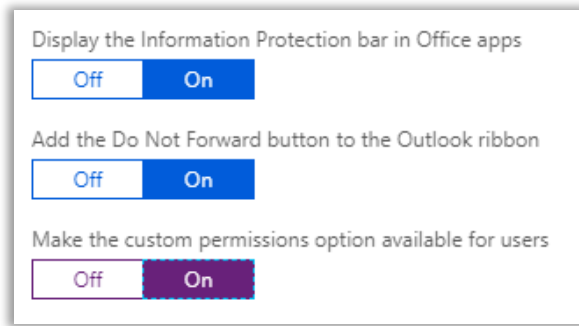 Display the Information Protection bar in Office apps
Off On
Add the Do Not Forward button to the Outlook ribbon
Off On
Make the custom permissions option available for users
Off On